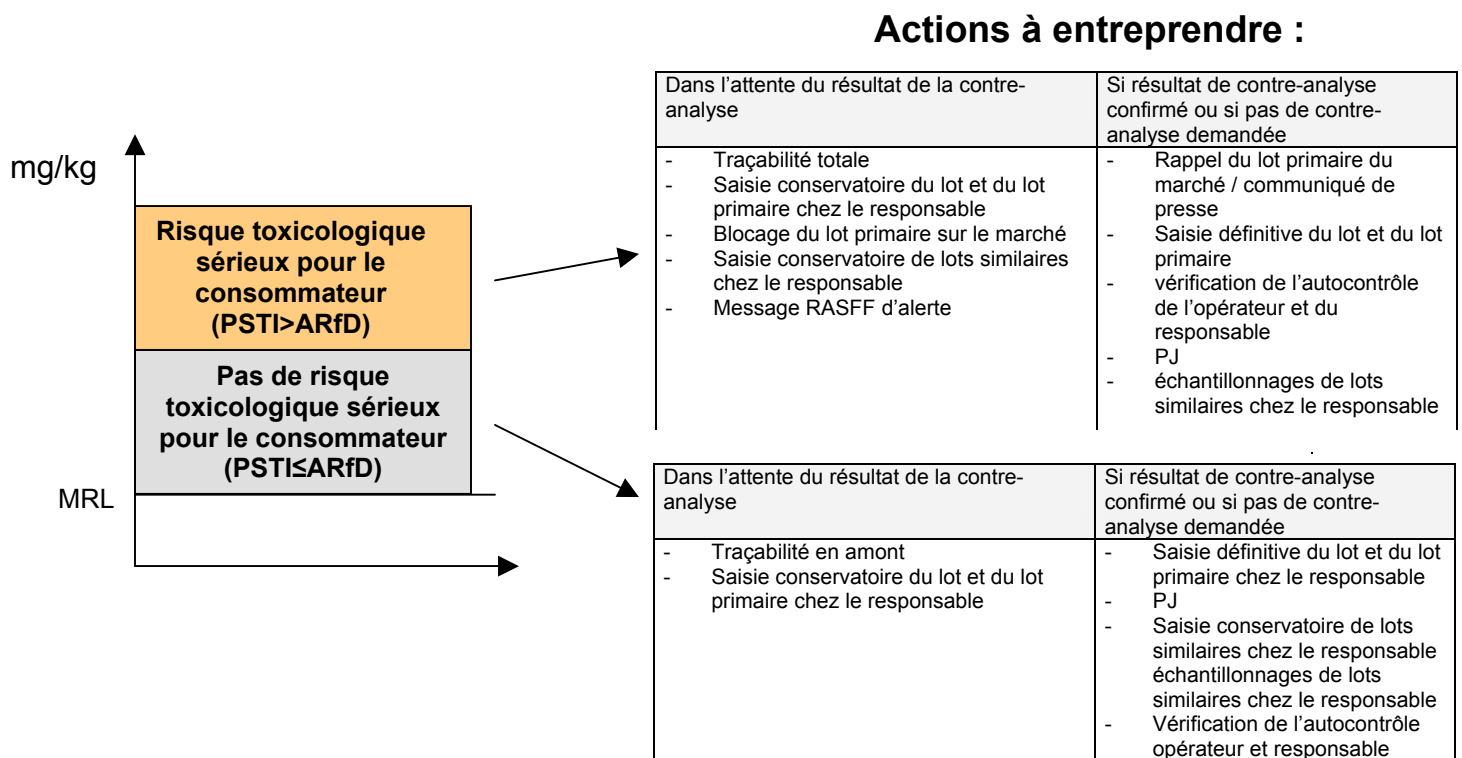 Actions à entreprendre :
mg/kg
Risque toxicologique
sérieux pour le
consommateur
(PSTI>ARfD)
Pas de risque
toxicologique sérieux
pour le consommateur
(PSTI≤ARfD)
MRL
Dans l’attente du résultat de la contre-
analyse
Si résultat de contre-analyse
confirmé ou si pas de contre-
analyse demandée
- Traçabilité totale
- Saisie conservatoire du lot et du lot
primaire chez le responsable
- Blocage du lot primaire sur le marché
- Saisie conservatoire de lots similaires
chez le responsable
- Message RASFF d’alerte
- Rappel du lot primaire du
marché / communiqué de
presse
- Saisie définitive du lot et du lot
primaire
- vérification de l’autocontrôle
de l’opérateur et du
responsable
- PJ
- échantillonnages de lots
similaires chez le responsable
Dans l’attente du résultat de la contre-
analyse
Si résultat de contre-analyse
confirmé ou si pas de contre-
analyse demandée
- Traçabilité en amont
- Saisie conservatoire du lot et du lot
primaire chez le responsable
- Saisie définitive du lot et du lot
primaire chez le responsable
- PJ
- Saisie conservatoire de lots
similaires chez le responsable
échantillonnages de lots
similaires chez le responsable
- Vérification de l’autocontrôle
opérateur et responsable